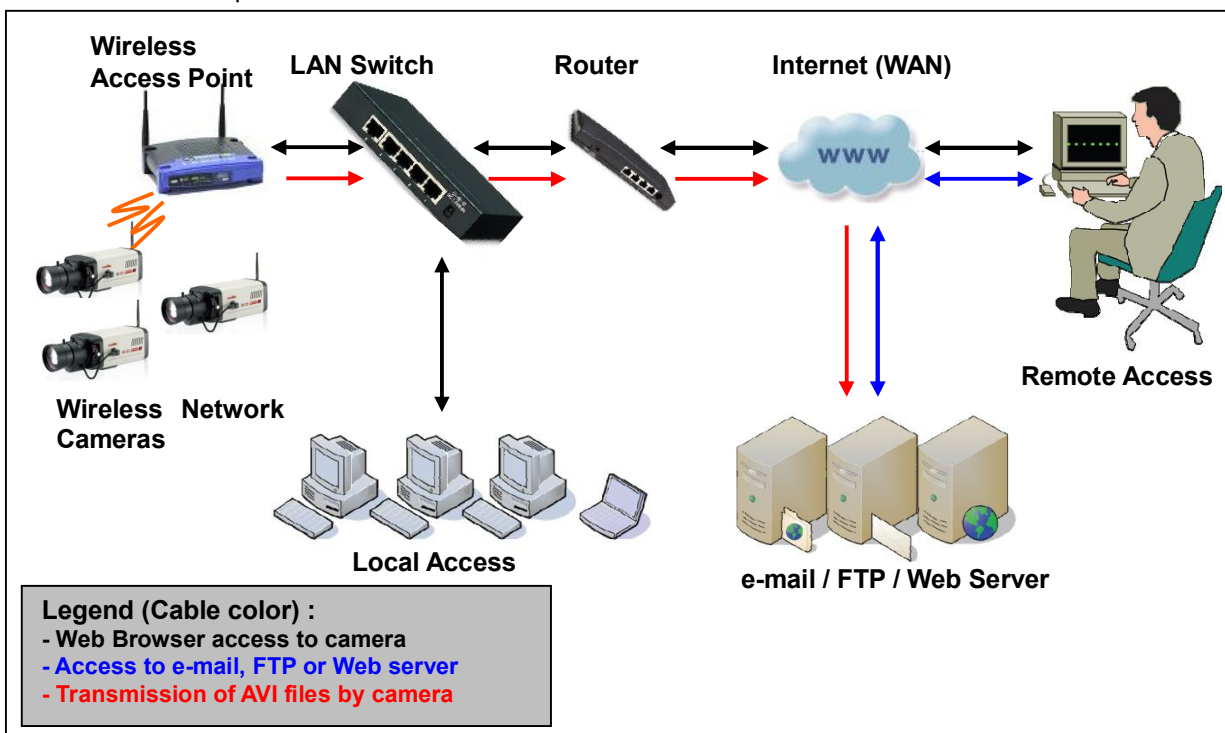 Wireless
Access Point
LAN Switch
Router
Internet (WAN)
www
Wireless Network
Cameras
Local Access
Remote Access
e-mail / FTP / Web Server
Legend (Cable color) :
- Web Browser access to camera
- Access to e-mail, FTP or Web server
- Transmission of AVI files by camera